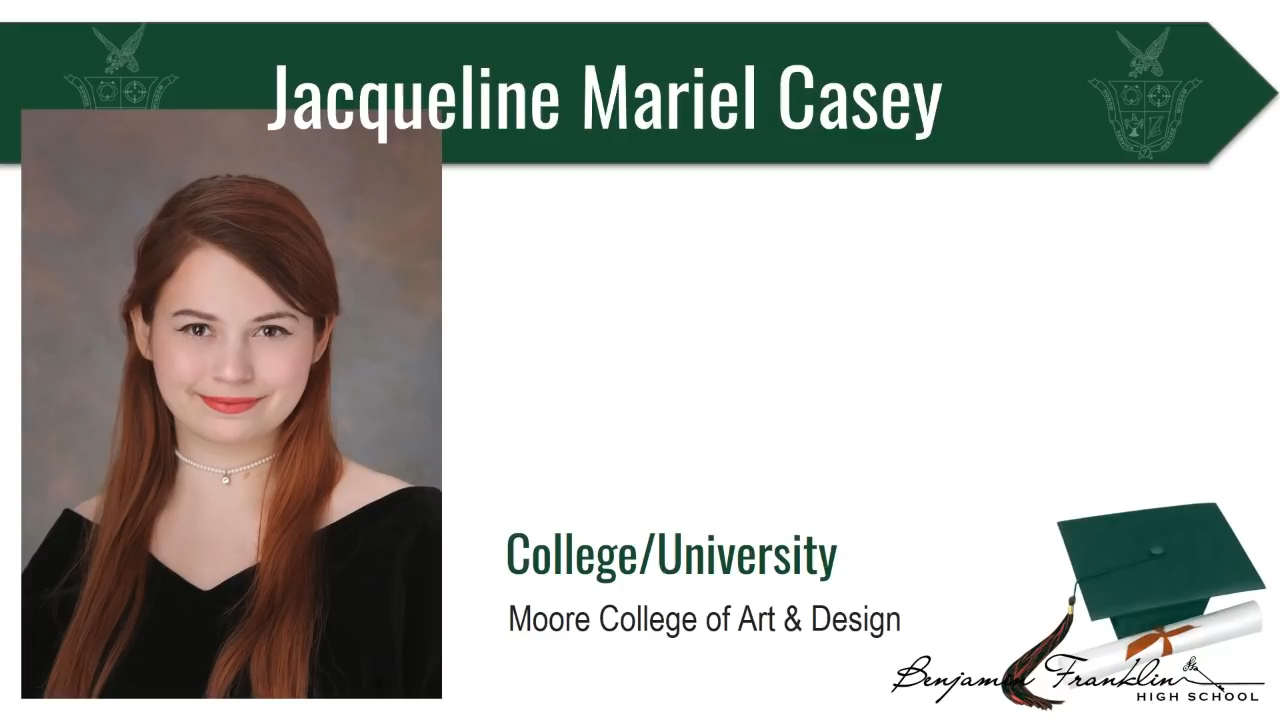 Jacqueline Mariel Casey
College/University
Moore College of Art & Design
Benjamin Franklin
HIGH SCHOOL